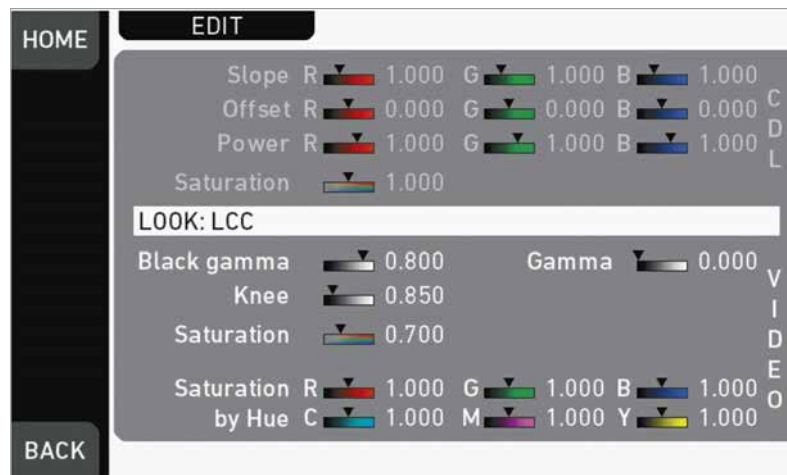 HOME
EDIT
Slope R 1.000 G 1.000 B 1.000
Offset R 0.000 G 0.000 B 0.000
Power R 1.000 G 1.000 B 1.000
Saturation 1.000
CDL
LOOK: LCC
Black gamma 0.800 Gamma 0.000
Knee 0.850
Saturation 0.700
Saturation R 1.000 G 1.000 B 1.000
by Hue C 1.000 M 1.000 Y 1.000
VIDEO
BACK